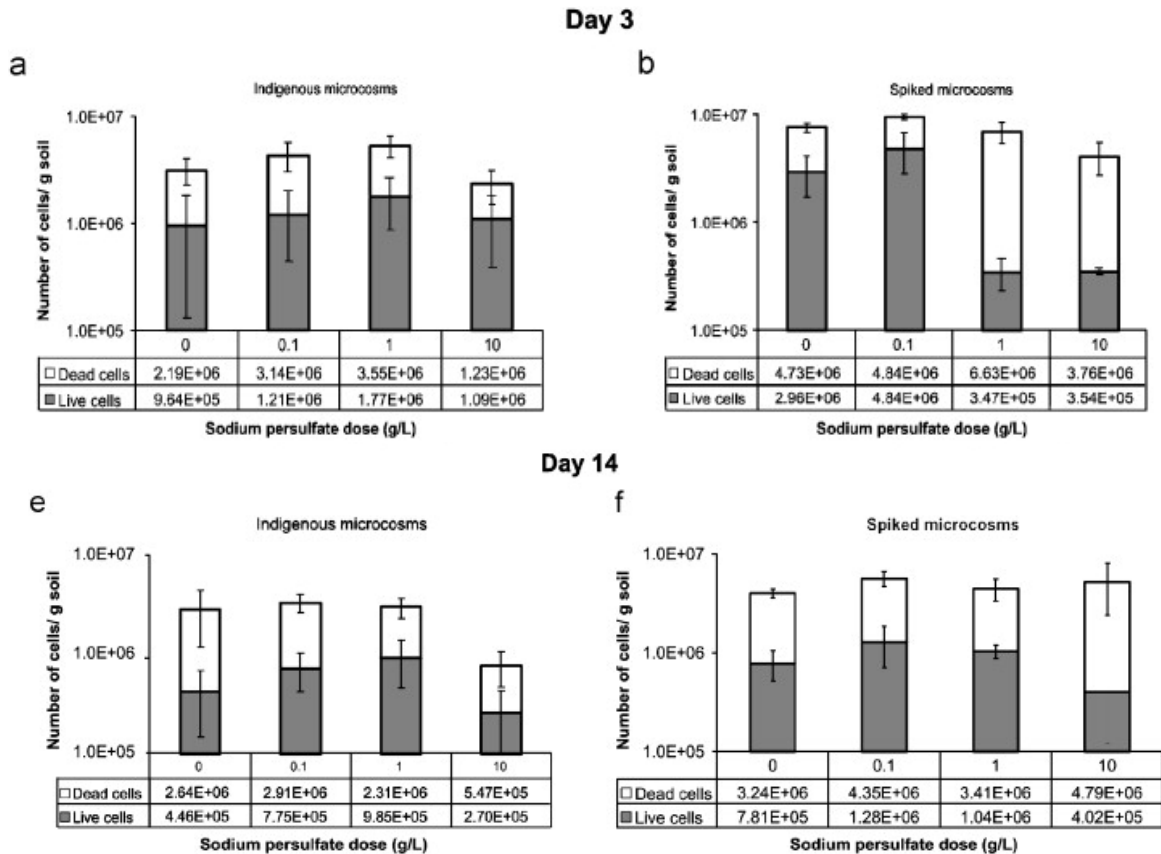 Day 3
a
Indigenous microcosms
Number of cells/ g soil
1.0E+07
1.0E+06
1.0E+05
0 0.1 1 10
Dead cells 2.19E+06 3.14E+06 3.55E+06 1.23E+06
Live cells 9.64E+05 1.21E+06 1.77E+06 1.09E+06
Sodium persulfate dose (g/L)
b
Spiked microcosms
Number of cells/ g soil
1.0E+07
1.0E+06
1.0E+05
0 0.1 1 10
Dead cells 4.73E+06 4.84E+06 6.63E+06 3.76E+06
Live cells 2.96E+06 4.84E+06 3.47E+05 3.54E+05
Sodium persulfate dose (g/L)
Day 14
e
Indigenous microcosms
Number of cells/ g soil
1.0E+07
1.0E+06
1.0E+05
0 0.1 1 10
Dead cells 2.64E+06 2.91E+06 2.31E+06 5.47E+05
Live cells 4.46E+05 7.75E+05 9.85E+05 2.70E+05
Sodium persulfate dose (g/L)
f
Spiked microcosms
Number of cells/ g soil
1.0E+07
1.0E+06
1.0E+05
0 0.1 1 10
Dead cells 3.24E+06 4.35E+06 3.41E+06 4.79E+06
Live cells 7.81E+05 1.28E+06 1.04E+06 4.02E+05
Sodium persulfate dose (g/L)